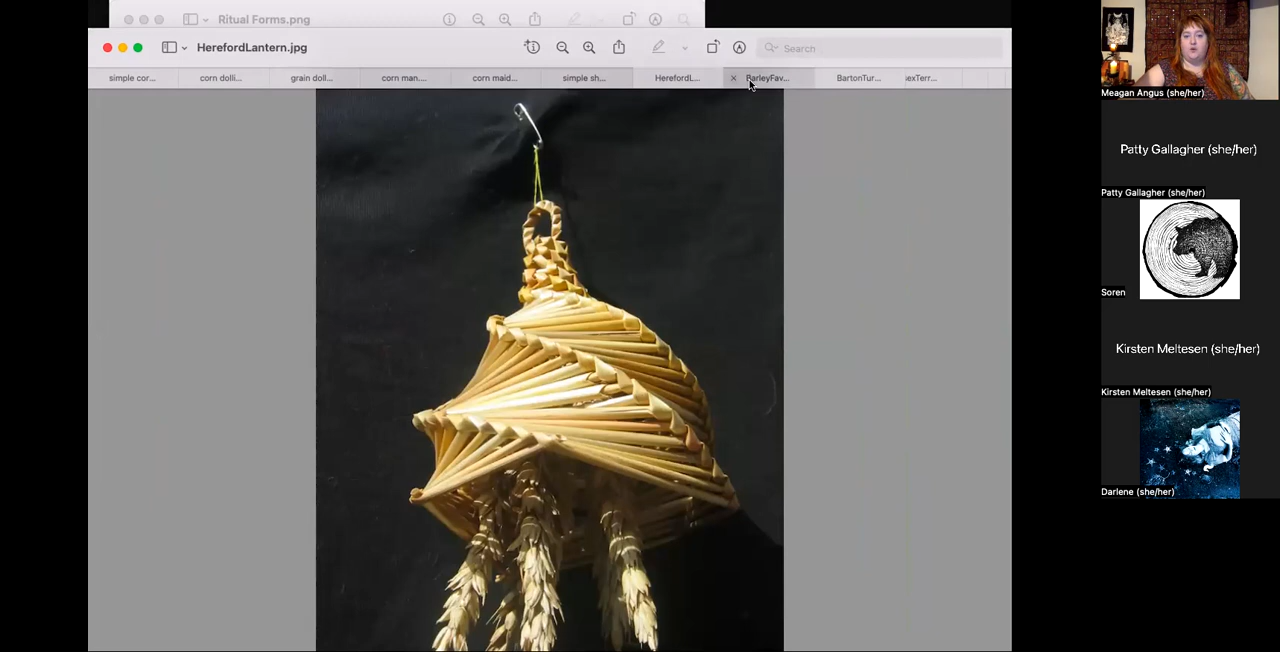 Ritual Forms.png
HerefordLantern.jpg
Search
simple cor...
corn dolli...
grain doll...
corn man....
corn maid...
simple sh...
HerefordL...
BarleyFav...
BartonTur...
sexTerr...
Meagan Angus (she/her)
Patty Gallagher (she/her)
Patty Gallagher (she/her)
Soren
Kirsten Meltesen (she/her)
Kirsten Meltesen (she/her)
Darlene (she/her)